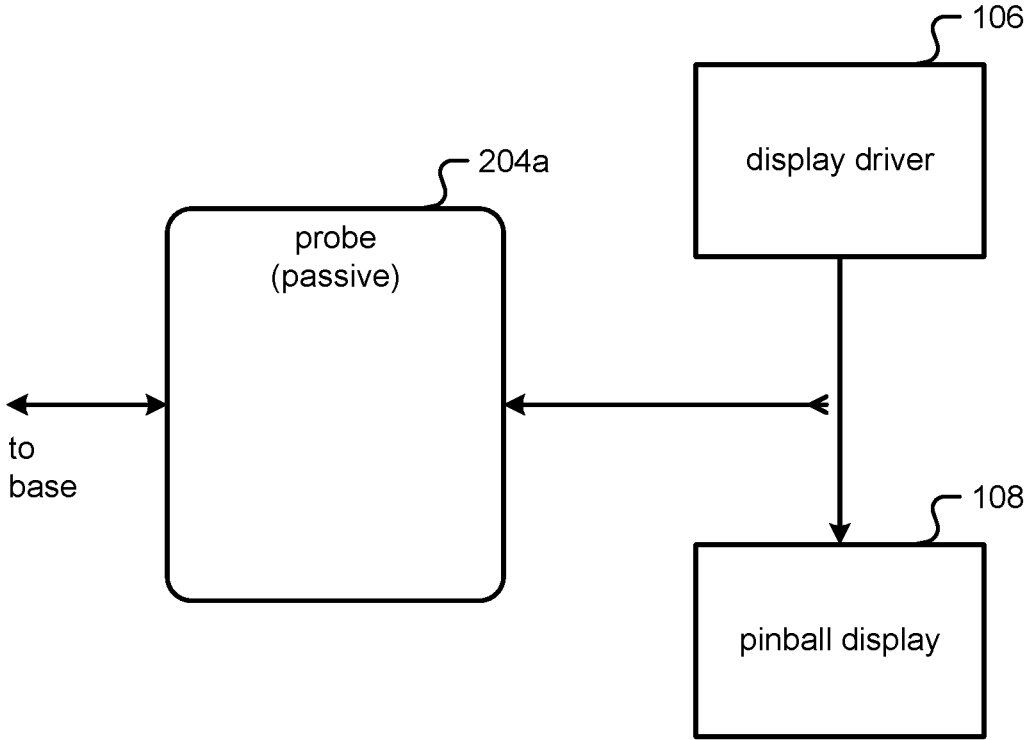 106
display driver
204a
probe
(passive)
to
base
108
pinball display